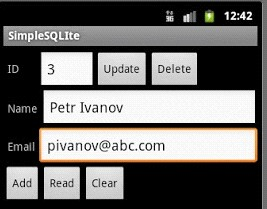 12:42
SimpleSQLIte
ID 3 Update Delete
Name Petr Ivanov
Email pivanov@abc.com
Add Read Clear